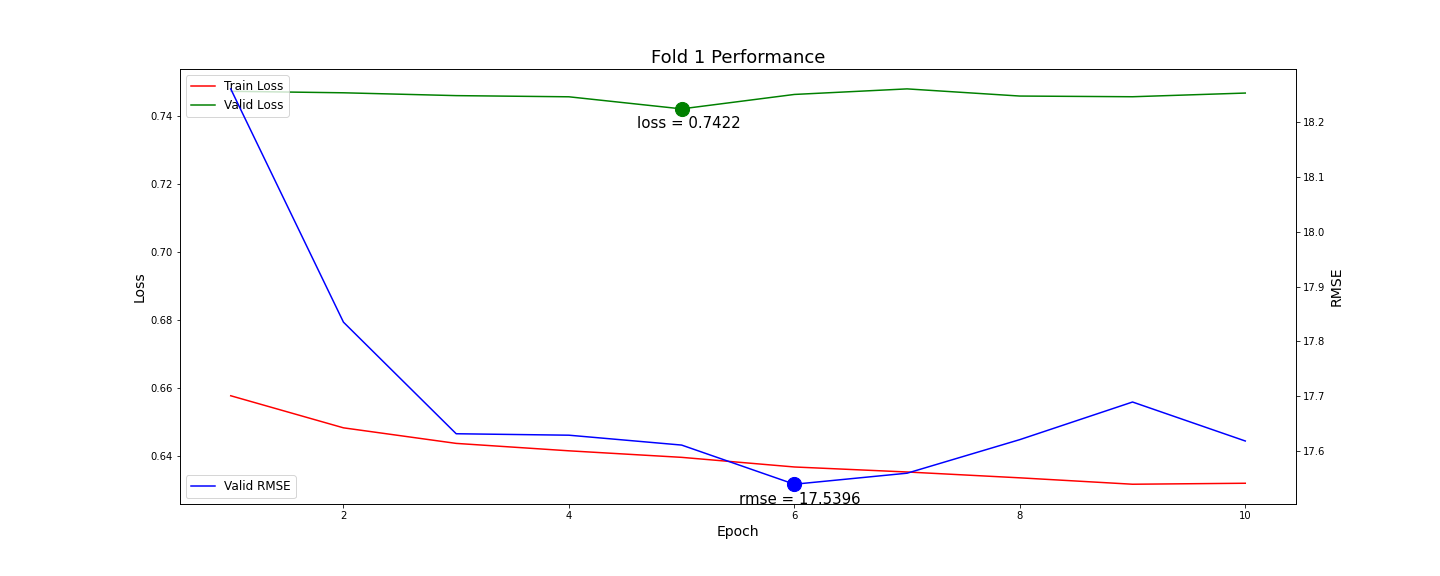 Fold 1 Performance
Train Loss
Valid Loss
Valid RMSE
loss = 0.7422
rmse = 17.5396
0.74
0.72
0.70
0.68
0.66
0.64
Loss
18.2
18.1
18.0
17.9
17.8
17.7
17.6
RMSE
2 4 6 8 10
Epoch